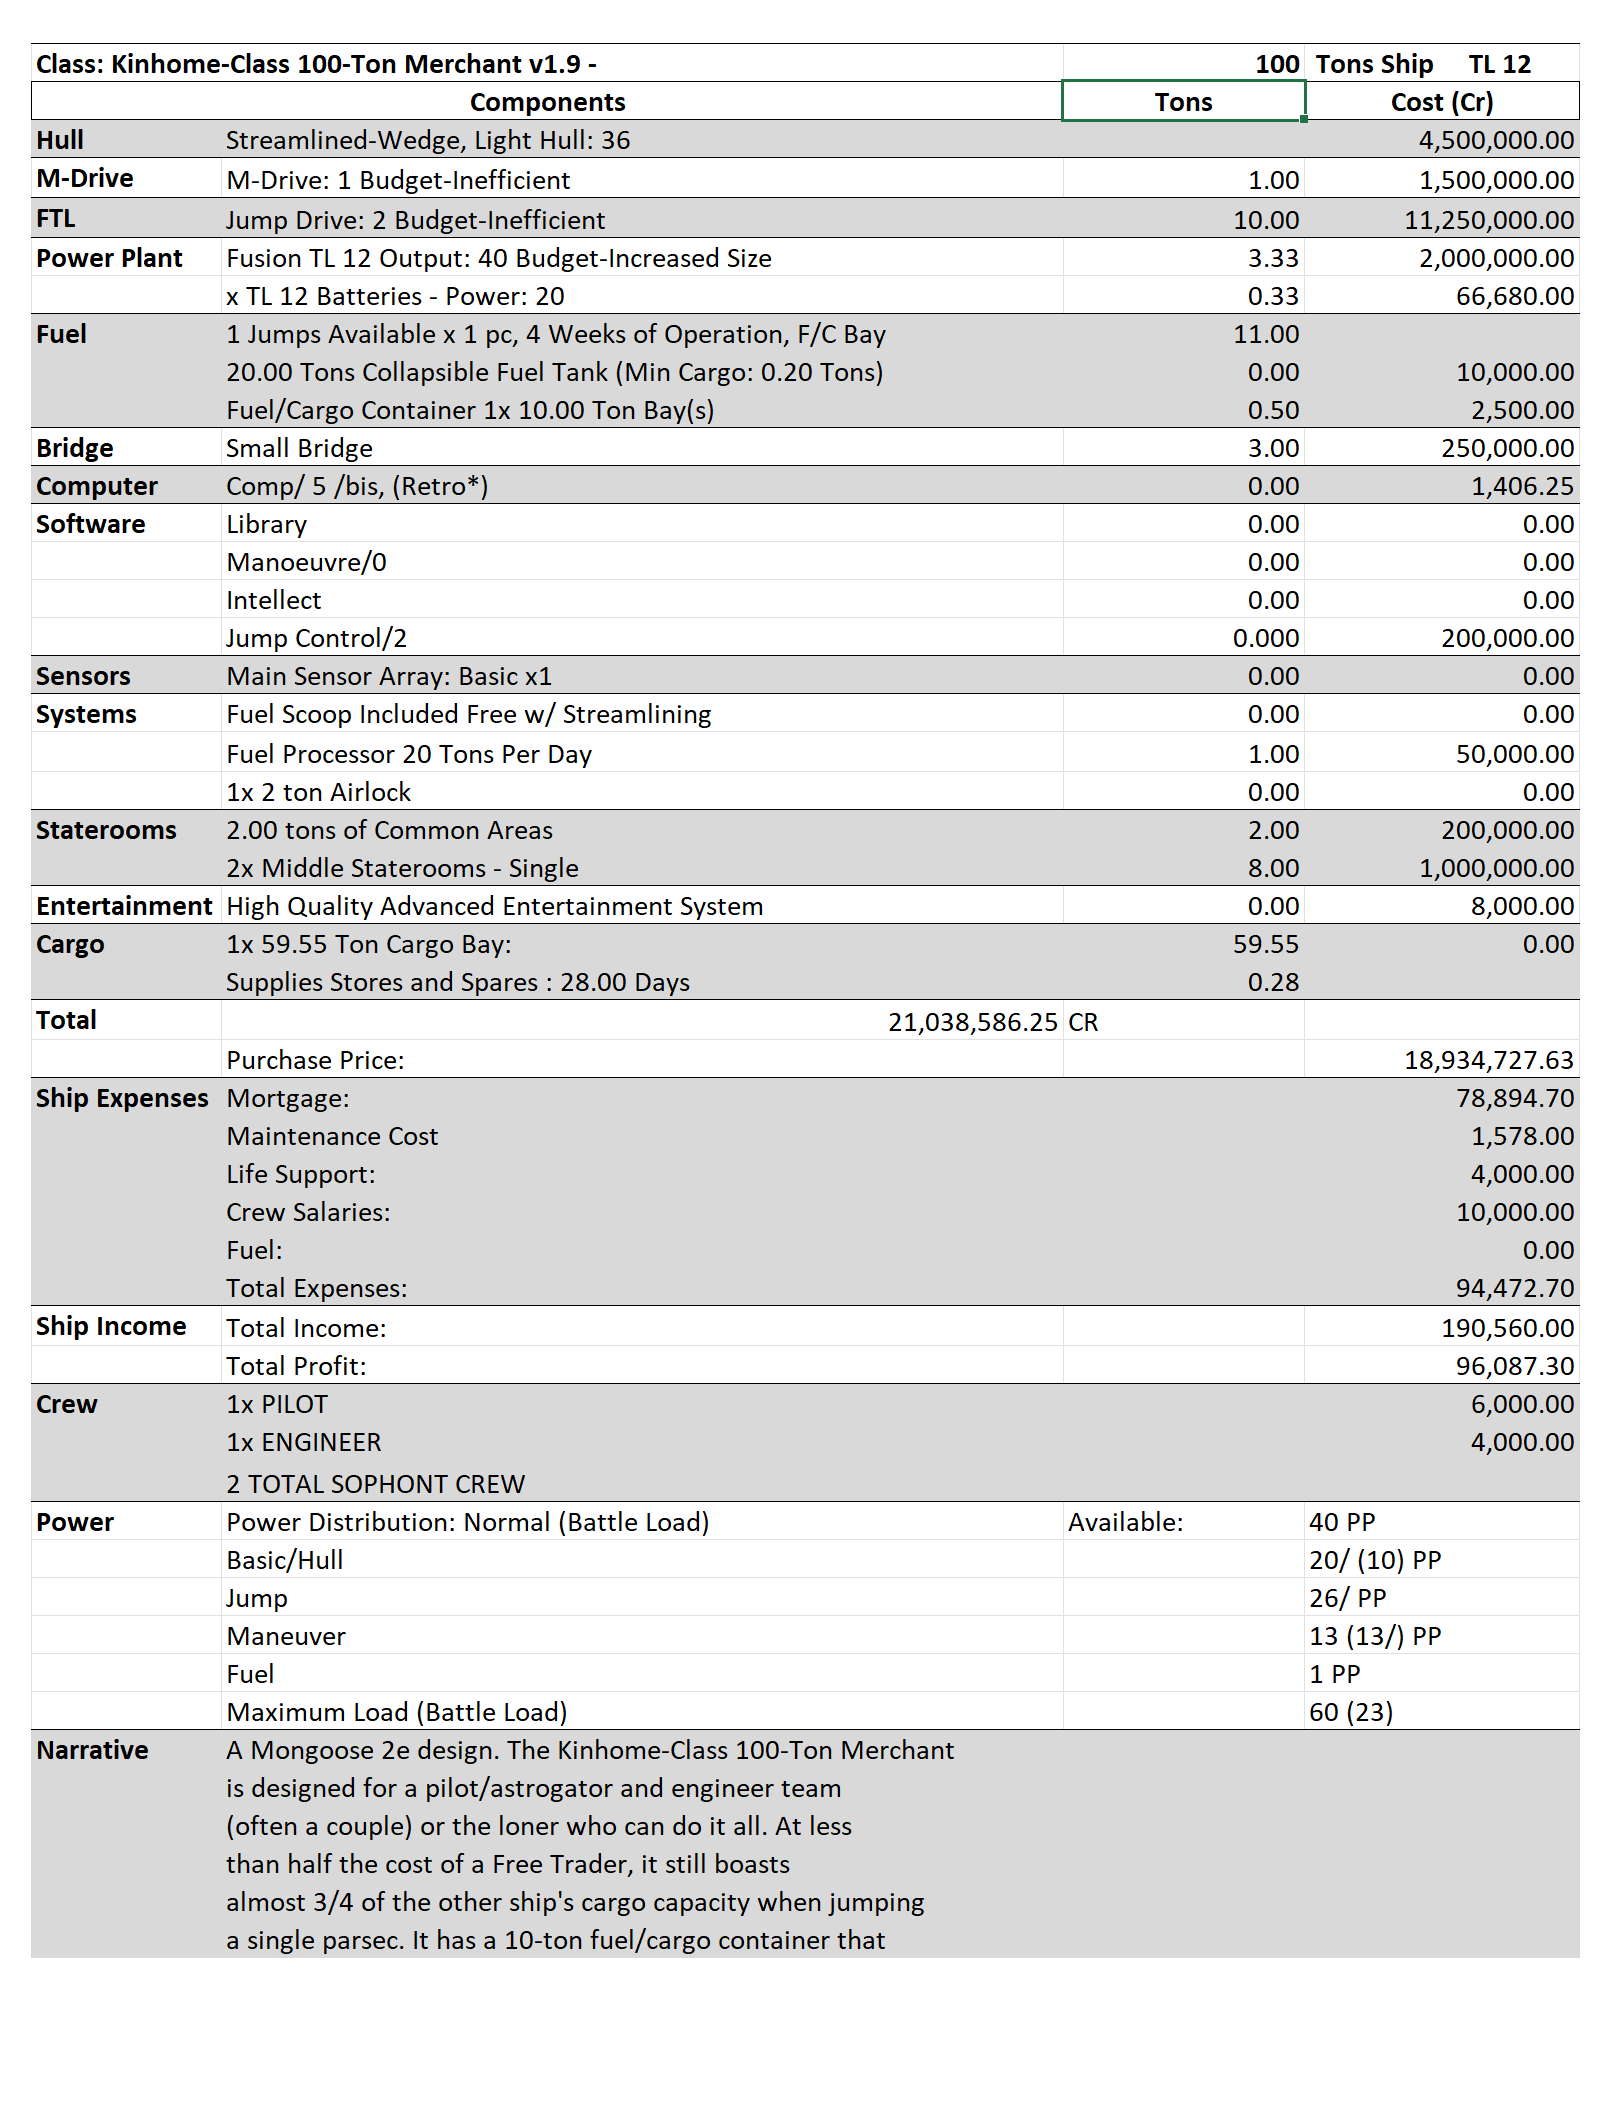 Class: Kinhome-Class 100-Ton Merchant v1.9 - 100 Tons Ship TL 12
Components Tons Cost (Cr)
Hull Streamlined-Wedge, Light Hull: 36 4,500,000.00
M-Drive M-Drive: 1 Budget-Inefficient 1.00 1,500,000.00
FTL Jump Drive: 2 Budget-Inefficient 10.00 11,250,000.00
Power Plant Fusion TL 12 Output: 40 Budget-Increased Size 3.33 2,000,000.00
x TL 12 Batteries - Power: 20 0.33 66,680.00
Fuel 1 Jumps Available x 1 pc, 4 Weeks of Operation, F/C Bay 11.00
20.00 Tons Collapsible Fuel Tank (Min Cargo: 0.20 Tons) 0.00 10,000.00
Fuel/Cargo Container 1x 10.00 Ton Bay(s) 0.50 2,500.00
Bridge Small Bridge 3.00 250,000.00
Computer Comp/ 5 /bis, (Retro*) 0.00 1,406.25
Software Library 0.00 0.00
Manoeuvre/0 0.00 0.00
Intellect 0.00 0.00
Jump Control/2 0.000 200,000.00
Sensors Main Sensor Array: Basic x1 0.00 0.00
Systems Fuel Scoop Included Free w/ Streamlining 0.00 0.00
Fuel Processor 20 Tons Per Day 1.00 50,000.00
1x 2 ton Airlock 0.00 0.00
Staterooms 2.00 tons of Common Areas 2.00 200,000.00
2x Middle Staterooms - Single 8.00 1,000,000.00
Entertainment High Quality Advanced Entertainment System 0.00 8,000.00
Cargo 1x 59.55 Ton Cargo Bay: 59.55 0.00
Supplies Stores and Spares : 28.00 Days 0.28
Total 21,038,586.25 CR
Purchase Price: 18,934,727.63
Ship Expenses Mortgage: 78,894.70
Maintenance Cost 1,578.00
Life Support: 4,000.00
Crew Salaries: 10,000.00
Fuel: 0.00
Total Expenses: 94,472.70
Ship Income Total Income: 190,560.00
Total Profit: 96,087.30
Crew 1x PILOT 6,000.00
1x ENGINEER 4,000.00
2 TOTAL SOPHONT CREW
Power Power Distribution: Normal (Battle Load) Available: 40 PP
Basic/Hull 20/ (10) PP
Jump 26/ PP
Maneuver 13 (13/) PP
Fuel 1 PP
Maximum Load (Battle Load) 60 (23)
Narrative A Mongoose 2e design. The Kinhome-Class 100-Ton Merchant
is designed for a pilot/astrogator and engineer team
(often a couple) or the loner who can do it all. At less
than half the cost of a Free Trader, it still boasts
almost 3/4 of the other ship's cargo capacity when jumping
a single parsec. It has a 10-ton fuel/cargo container that